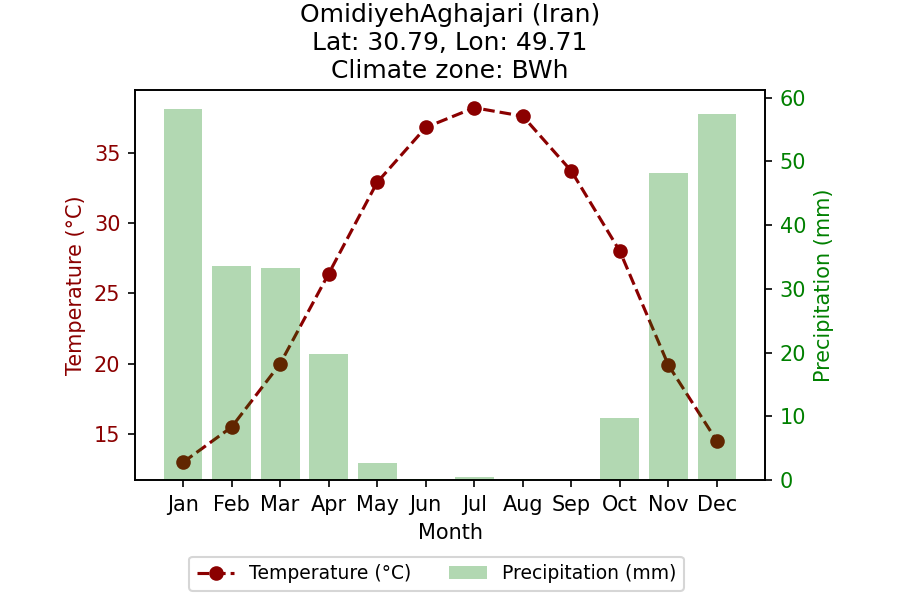 OmidiyehAghajari (Iran)
Lat: 30.79, Lon: 49.71
Climate zone: BWh
Temperature (°C)
35
30
25
20
15
Precipitation (mm)
60
50
40
30
20
10
0
Jan Feb Mar Apr May Jun Jul Aug Sep Oct Nov Dec
Month
Temperature (°C) Precipitation (mm)